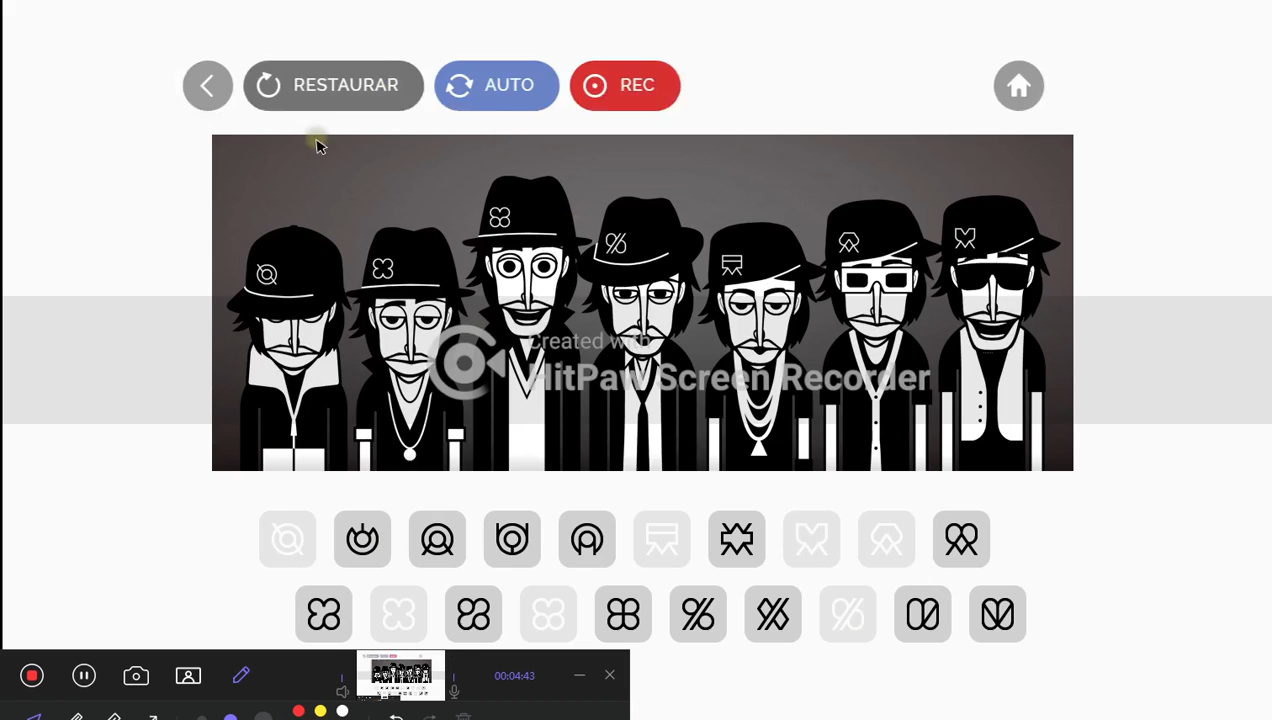 RESTAURAR
AUTO
REC
Created with
HitPaw Screen Recorder
00:04:43